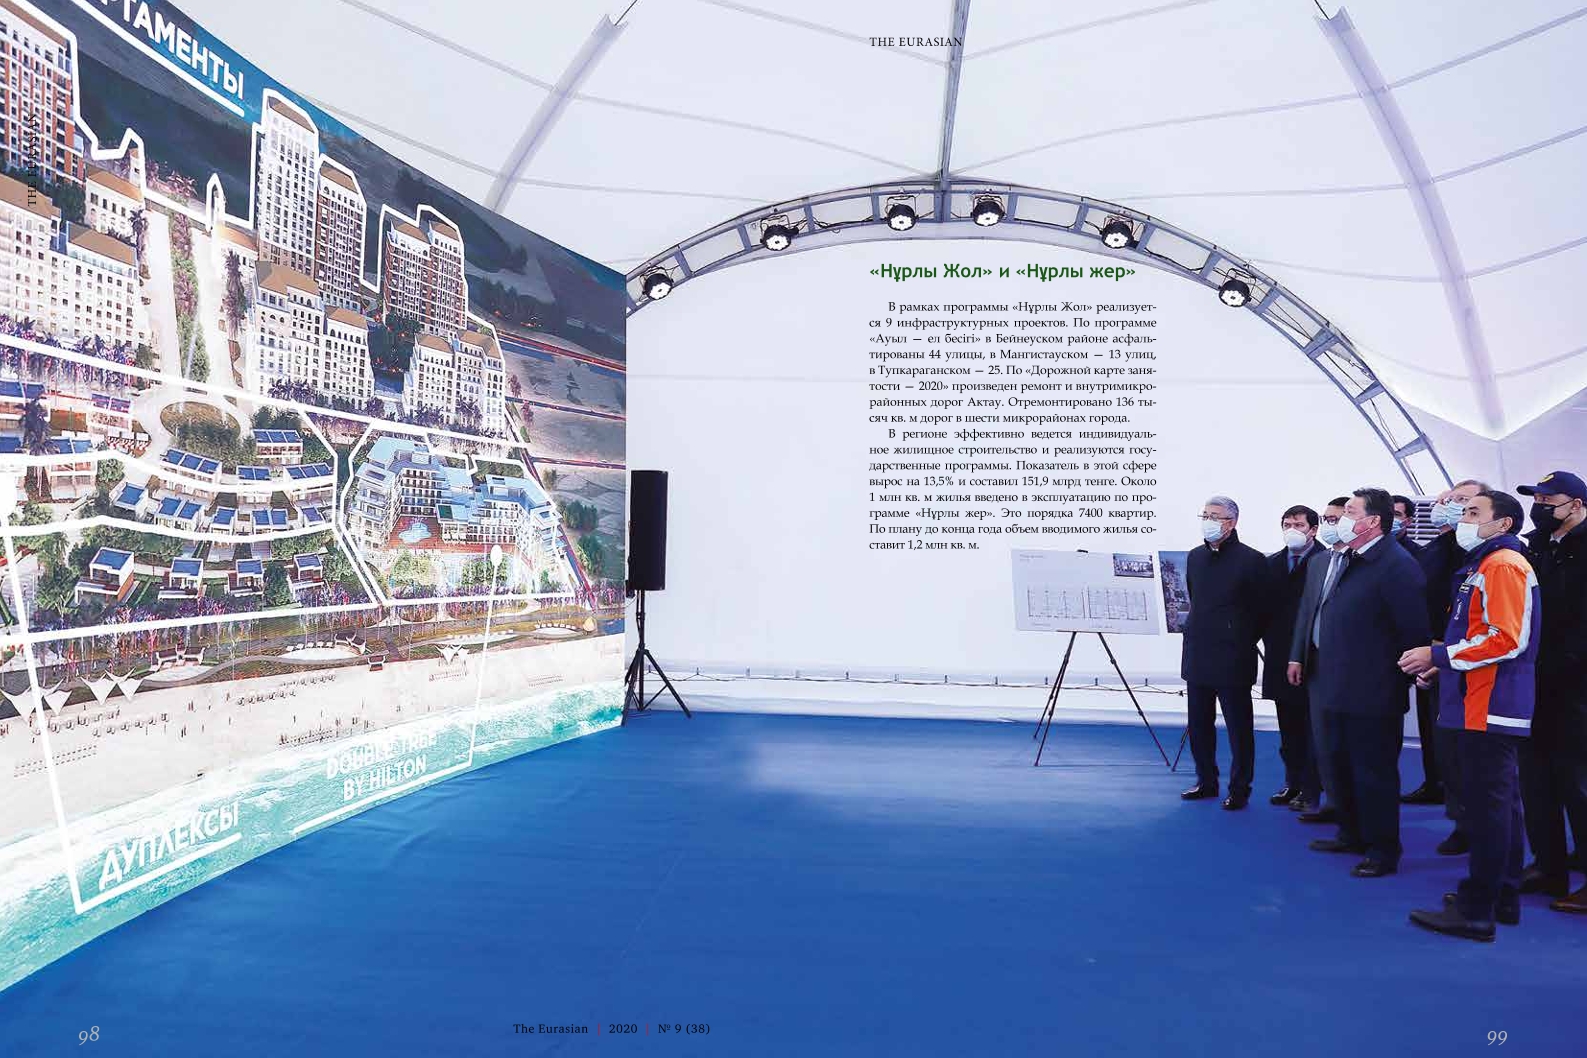 РТАМЕНТЫ
THE EURASIAN
THE EURASIAN
«Нұрлы Жол» и «Нұрлы жер»
В рамках программы «Нұрлы Жол» реализует-
ся 9 инфраструктурных проектов. По программе
«Ауыл — ел бесігі» в Бейнеуском районе асфаль-
тированы 44 улицы, в Мангистауском — 13 улиц,
в Тупкараганском — 25. По «Дорожной карте заня-
тости — 2020» произведен ремонт и внутримикро-
районных дорог Актау. Отремонтировано 136 ты-
сяч кв. м дорог в шести микрорайонах города.
В регионе эффективно ведется индивидуаль-
ное жилищное строительство и реализуются госу-
дарственные программы. Показатель в этой сфере
вырос на 13,5% и составил 151,9 млрд тенге. Около
1 млн кв. м жилья введено в эксплуатацию по про-
грамме «Нұрлы жер». Это порядка 7400 квартир.
По плану до конца года объем вводимого жилья со-
ставит 1,2 млн кв. м.
DOUBLE TREE
BY HILTON
ДУПЛЕКСЫ
98
The Eurasian | 2020 | № 9 (38)
99